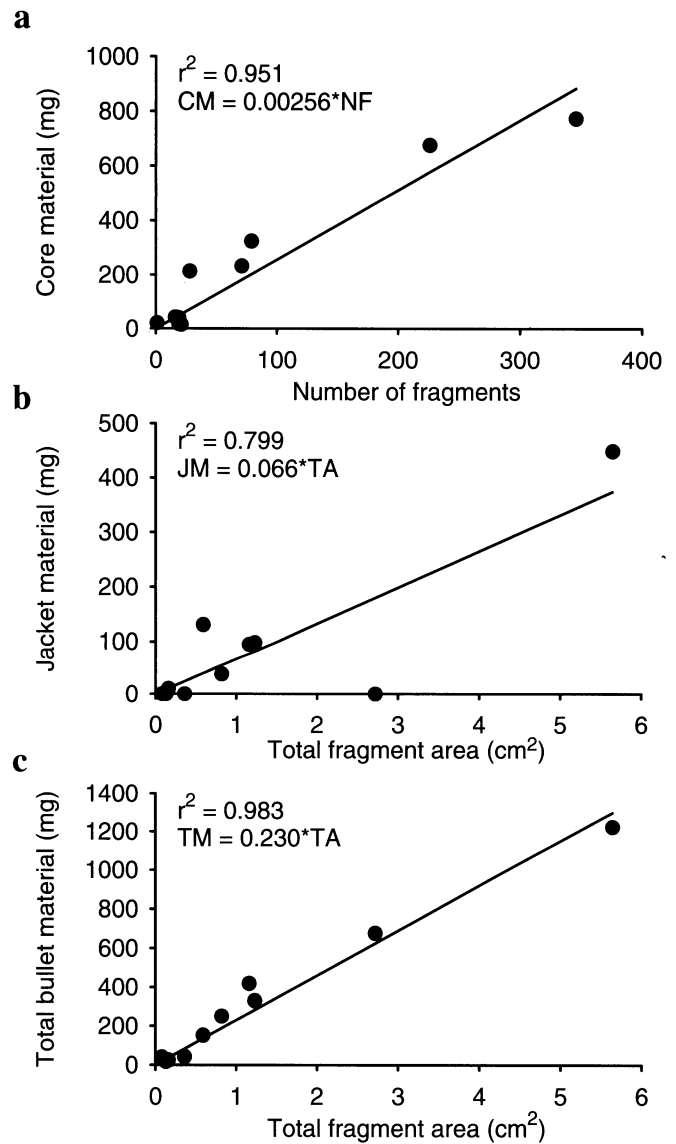 a
r² = 0.951
CM = 0.00256*NF
Core material (mg)
1000
800
600
400
200
0
0 100 200 300 400
Number of fragments
b
r² = 0.799
JM = 0.066*TA
Jacket material (mg)
500
400
300
200
100
0
0 1 2 3 4 5 6
Total fragment area (cm²)
c
r² = 0.983
TM = 0.230*TA
Total bullet material (mg)
1400
1200
1000
800
600
400
200
0
0 1 2 3 4 5 6
Total fragment area (cm²)